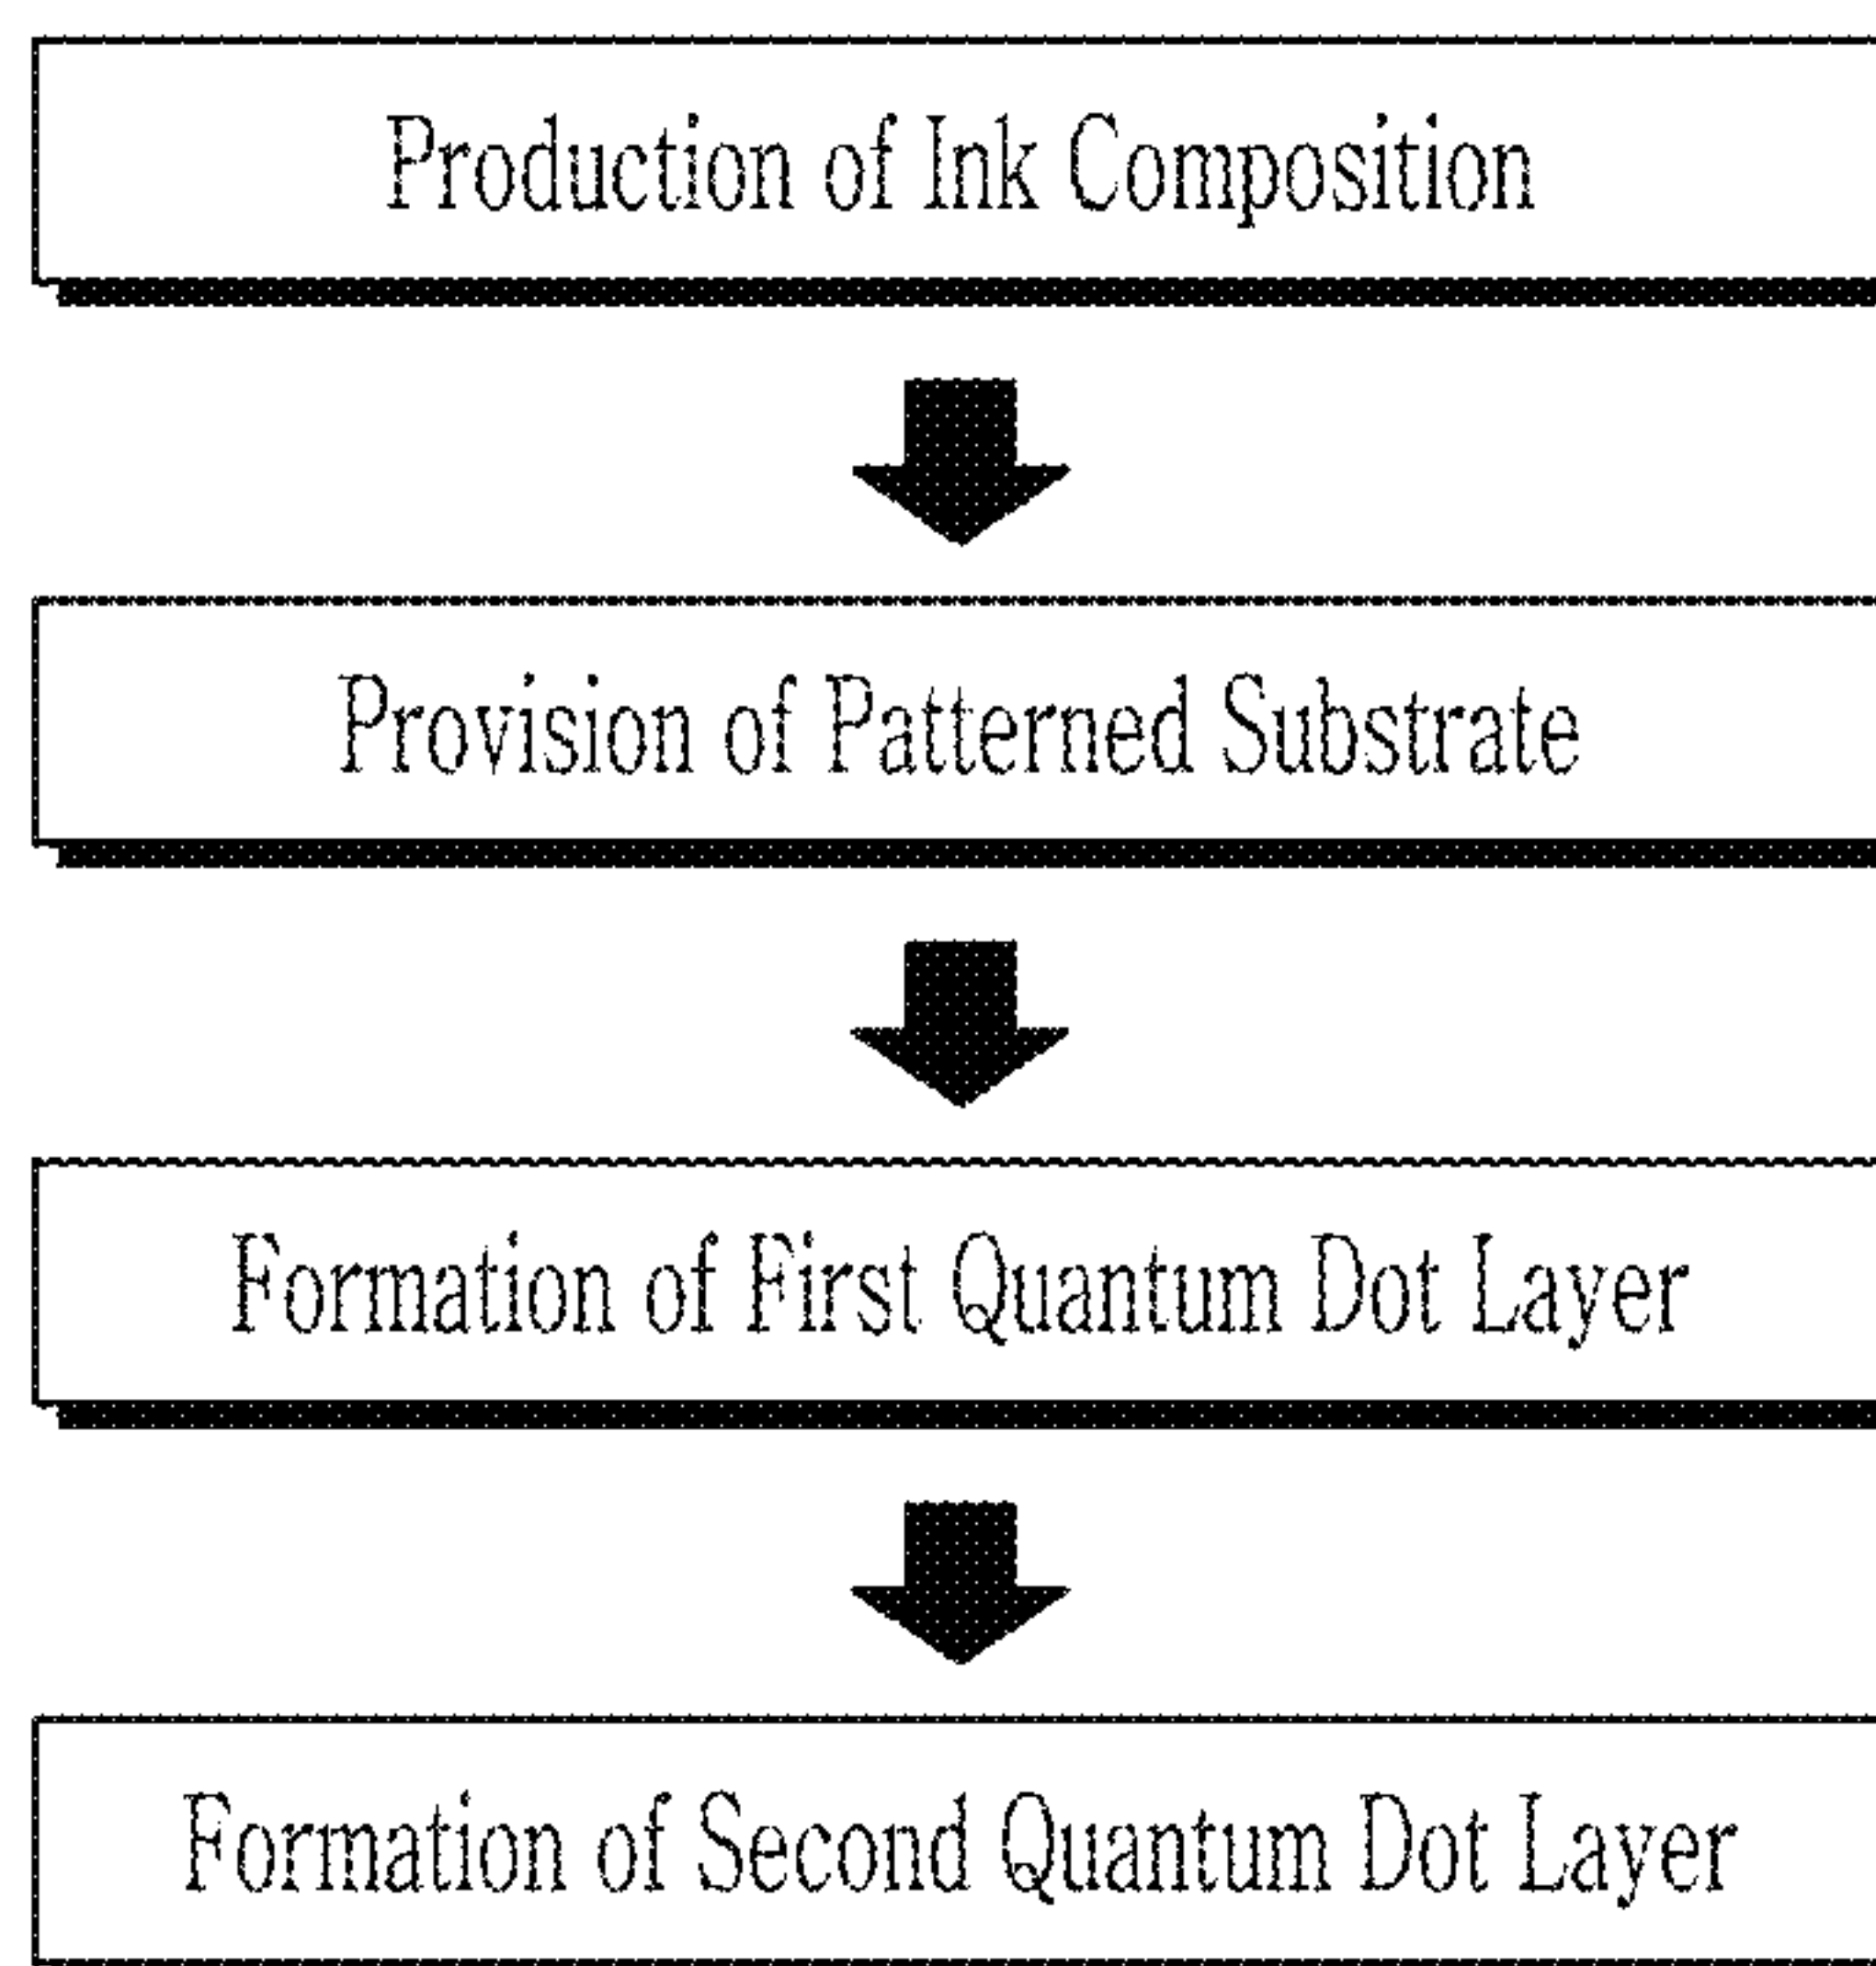 Production of Ink Composition
Provision of Patterned Substrate
Formation of First Quantum Dot Layer
Formation of Second Quantum Dot Layer